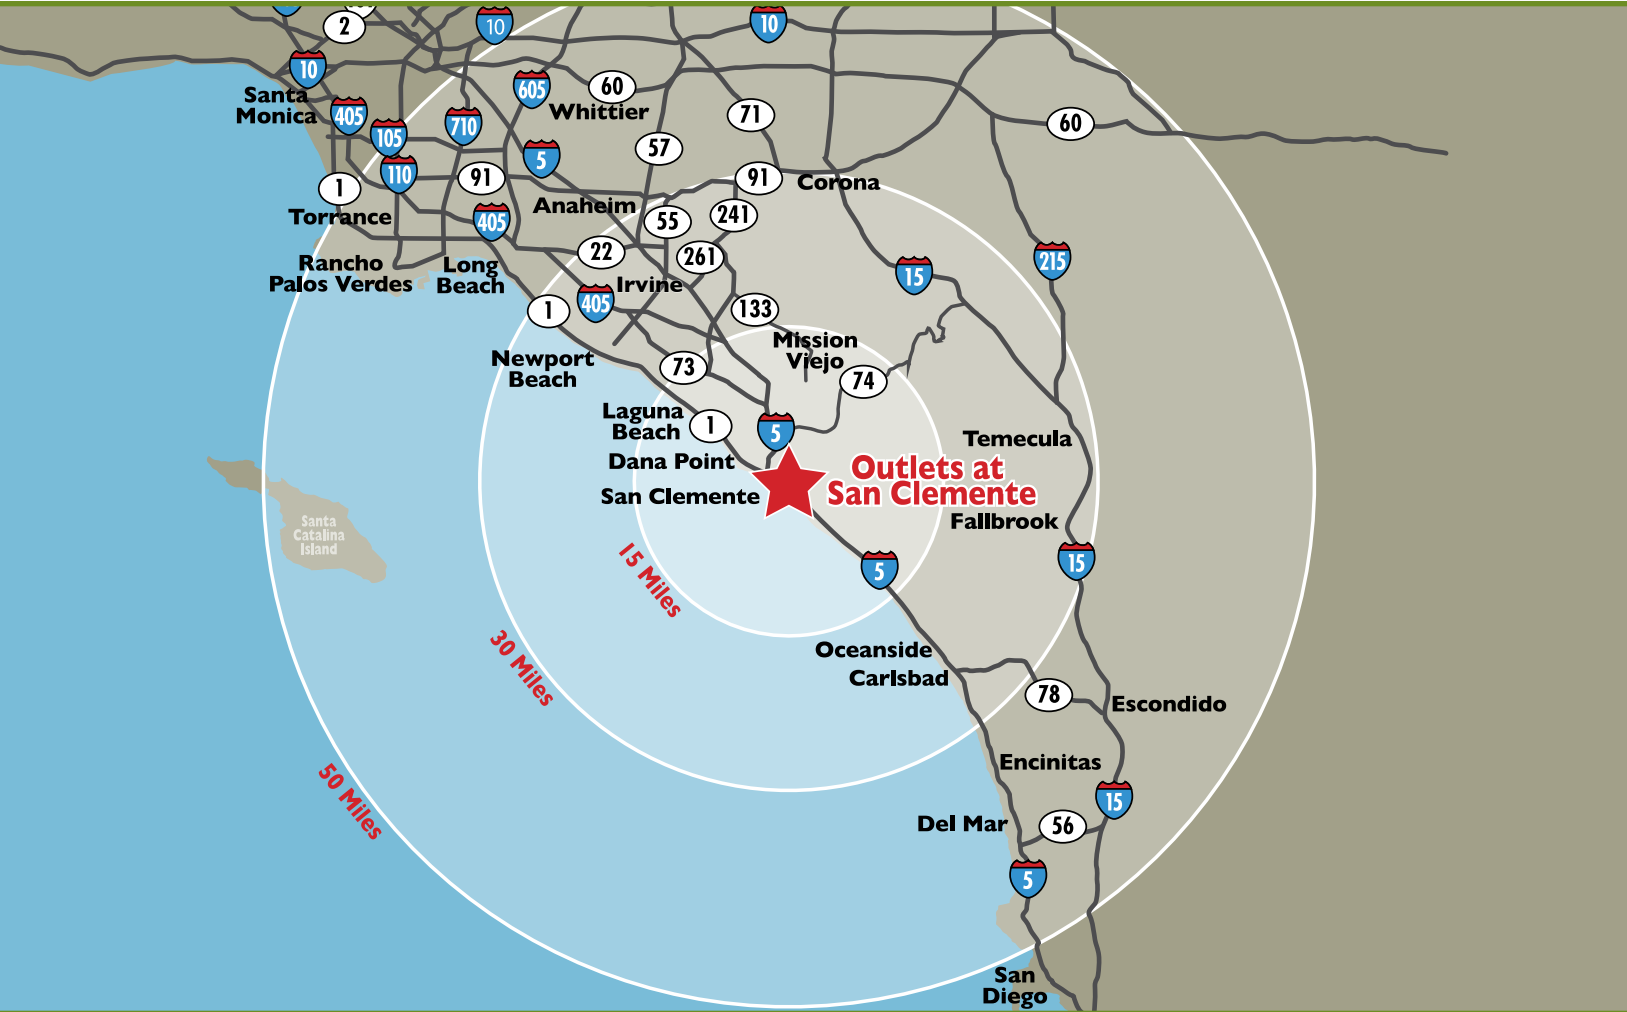 2
10
10
10
605
60
Whittier
Santa
Monica
405
105
710
71
60
57
5
110
91
91
Corona
1
Torrance
Anaheim
405
55
241
22
261
215
15
Rancho
Palos Verdes
Long
Beach
Irvine
405
1
133
Mission
Viejo
Newport
Beach
73
74
Laguna
Beach
1
5
Temecula
Dana Point
Outlets at
San Clemente
San Clemente
Fallbrook
Santa
Catalina
Island
15
5
15 Miles
30 Miles
50 Miles
Oceanside
Carlsbad
78
Escondido
Encinitas
15
Del Mar
56
5
San
Diego